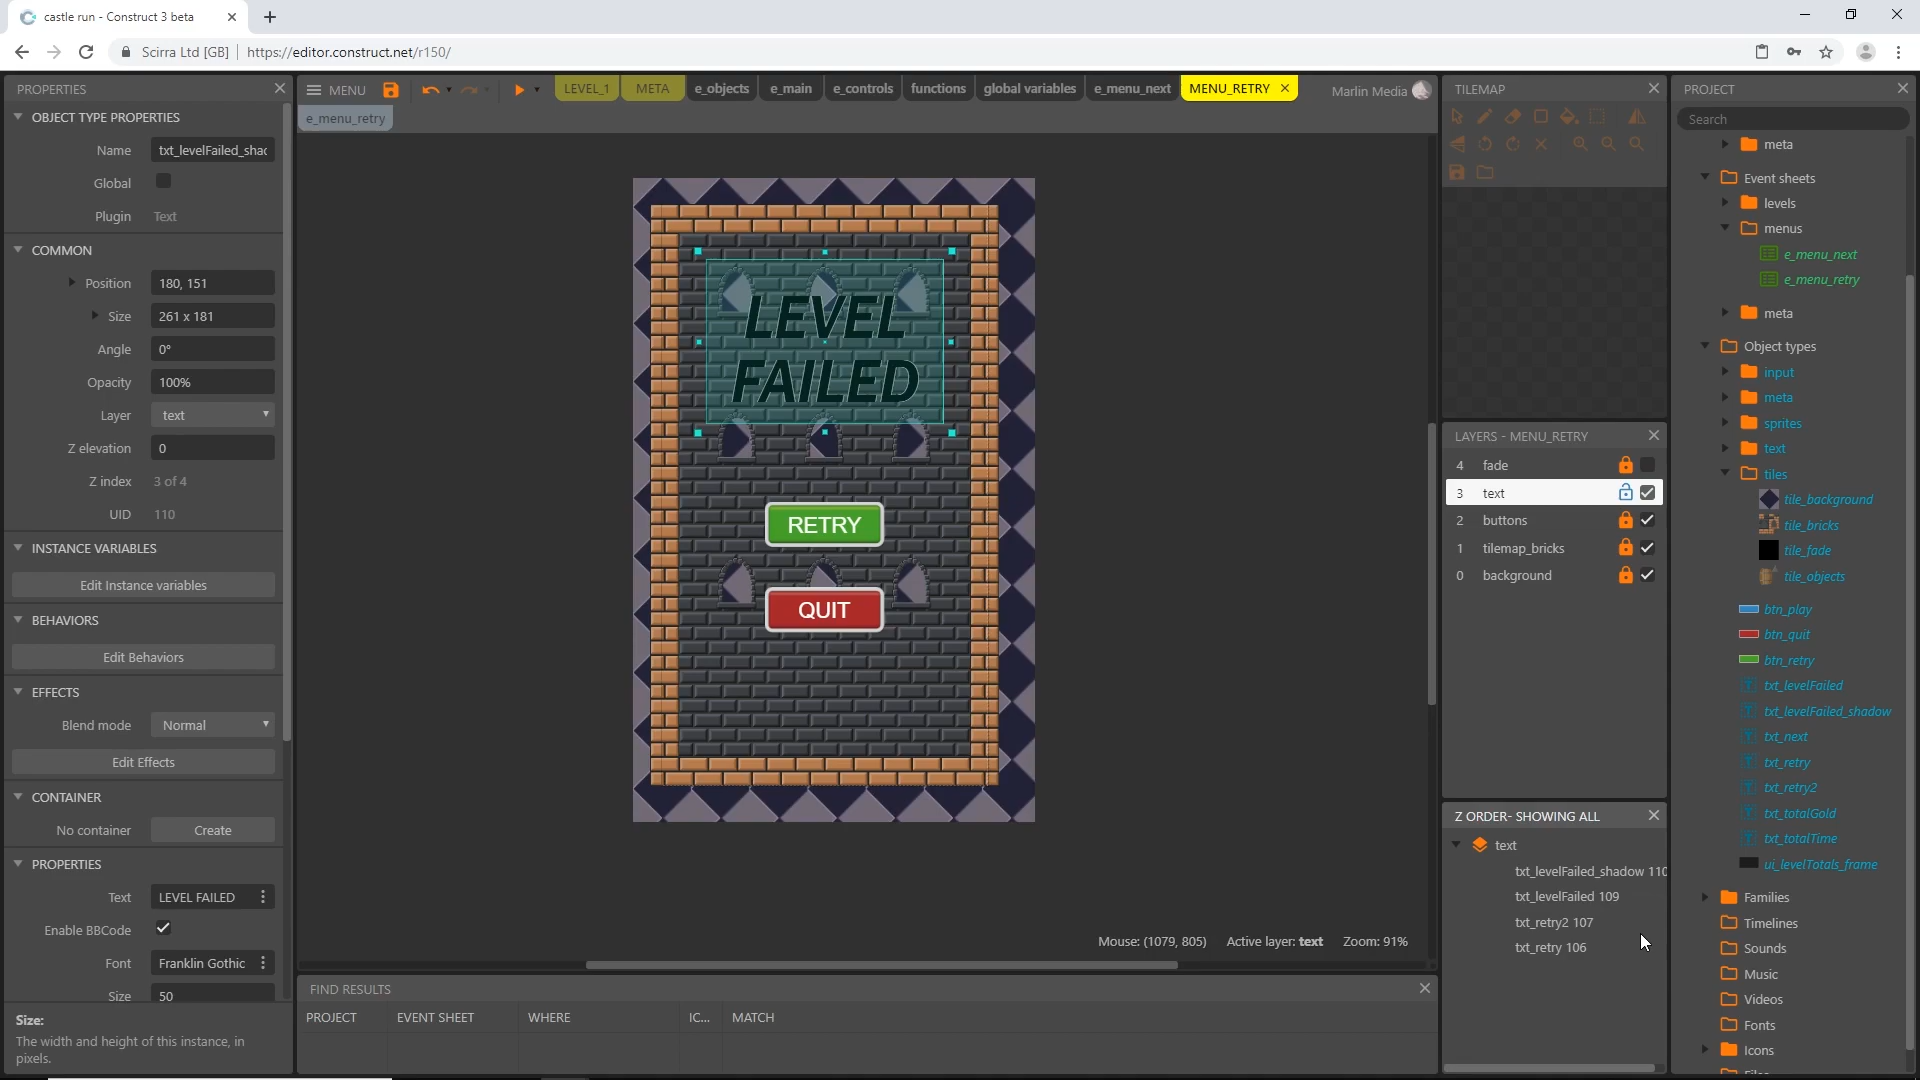 castle run - Construct 3 beta
Scirra Ltd [GB]
https://editor.construct.net/r150/
PROPERTIES
OBJECT TYPE PROPERTIES
Name txt_levelFailed_shad
Global
Plugin Text
COMMON
Position 180, 151
Size 261 x 181
Angle 0°
Opacity 100%
Layer text
Z elevation 0
Z index 3 of 4
UID 110
INSTANCE VARIABLES
Edit Instance variables
BEHAVIORS
Edit Behaviors
EFFECTS
Blend mode Normal
Edit Effects
CONTAINER
No container Create
PROPERTIES
Text LEVEL FAILED
Enable BBCode
Font Franklin Gothic
Size 50
Size:
The width and height of this instance, in
pixels.
MENU
LEVEL_1 META e_objects e_main e_controls functions global variables e_menu_next MENU_RETRY
Marlin Media
e_menu_retry
LEVEL
FAILED
RETRY
QUIT
Mouse: (1079, 805) Active layer: text Zoom: 91%
FIND RESULTS
PROJECT EVENT SHEET WHERE IC... MATCH
TILEMAP
LAYERS - MENU_RETRY
4 fade
3 text
2 buttons
1 tilemap_bricks
0 background
Z ORDER- SHOWING ALL
text
txt_levelFailed_shadow 110
txt_levelFailed 109
txt_retry2 107
txt_retry 106
PROJECT
Search
meta
Event sheets
levels
menus
e_menu_next
e_menu_retry
meta
Object types
input
meta
sprites
text
tiles
tile_background
tile_bricks
tile_fade
tile_objects
btn_play
btn_quit
btn_retry
txt_levelFailed
txt_levelFailed_shadow
txt_next
txt_retry
txt_retry2
txt_totalGold
txt_totalTime
ui_levelTotals_frame
Families
Timelines
Sounds
Music
Videos
Fonts
Icons